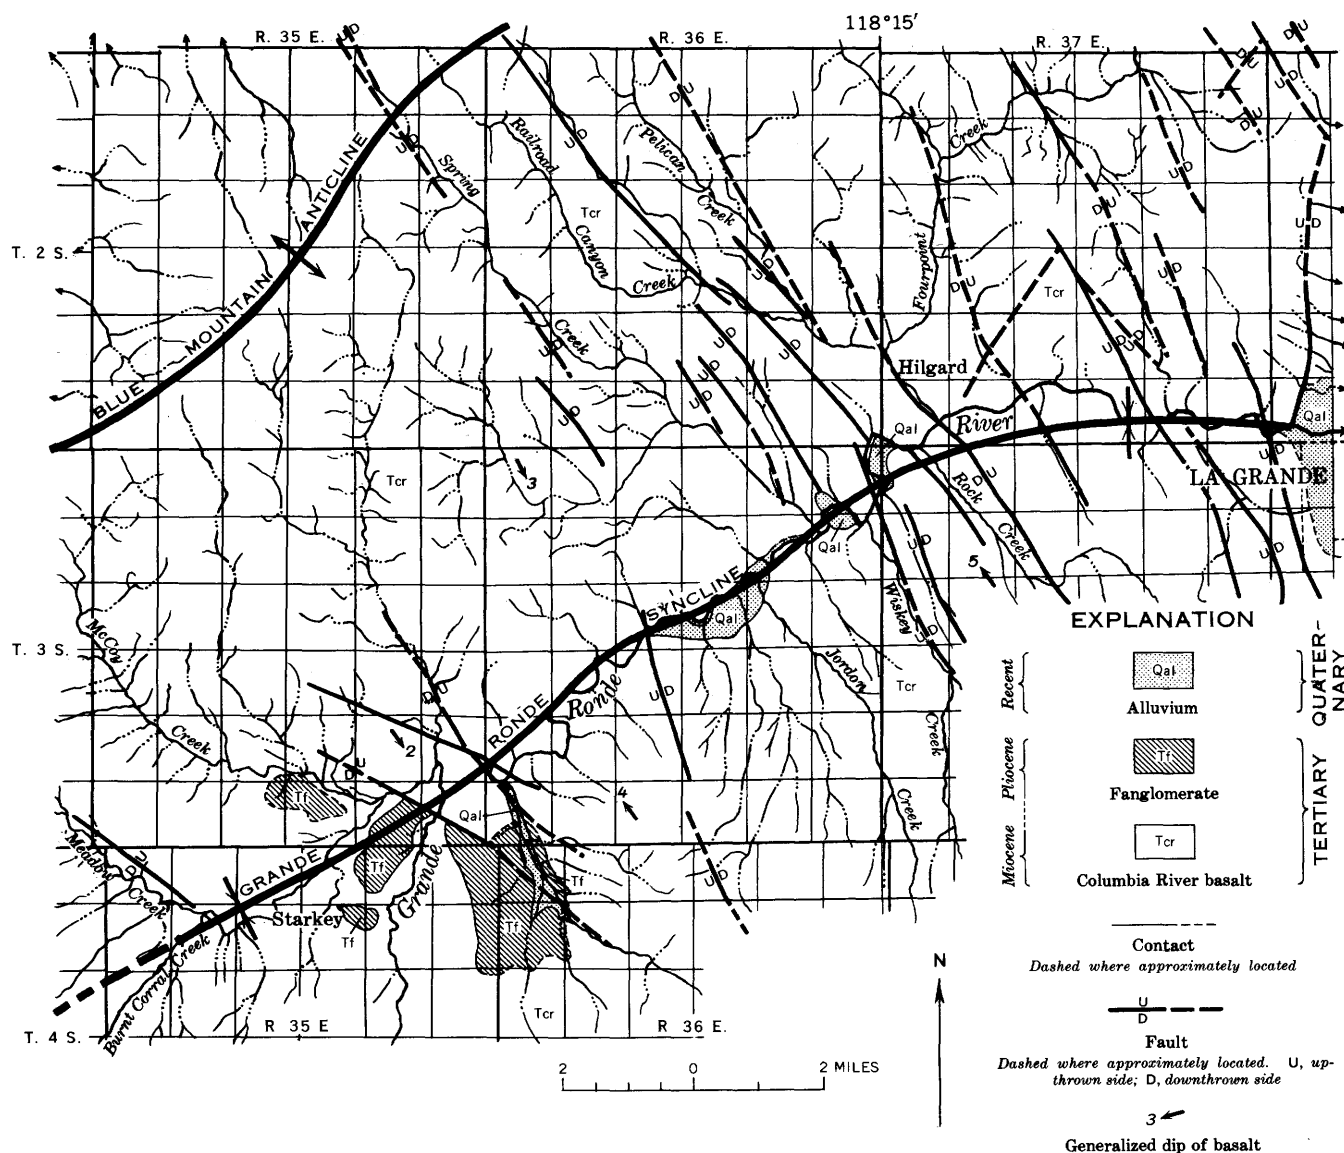 118°15′
R. 35 E.
R. 36 E.
R. 37 E.
U D
D U
Railroad
Canyon
Creek
Pelican
Creek
Spring
Creek
Creek
Fourpoint
Tcr
BLUE MOUNTAIN ANTICLINE
T. 2 S.
Tcr
Hilgard
Qal
River
Qal
Tcr
3
Rock
Creek
LA GRANDE
5
Qal
Wiskey
Creek
McCoy
Creek
T. 3 S.
GRANDE RONDE SYNCLINE
Qal
Jordon
Creek
Tcr
Ronde
2
4
Tf
Qal
Meadow
Creek
Tf
Grande
Tf
Starkey
Tf
Tf
Burnt Corral Creek
Tcr
T. 4 S.
R 35 E
R 36 E.
2 0 2 MILES
N
EXPLANATION
Recent
Qal
Alluvium
QUATER-
NARY
Pliocene
Tf
Fanglomerate
Miocene
Tcr
Columbia River basalt
TERTIARY
Contact
Dashed where approximately located
U
D
Fault
Dashed where approximately located. U, up-
thrown side; D, downthrown side
3
Generalized dip of basalt